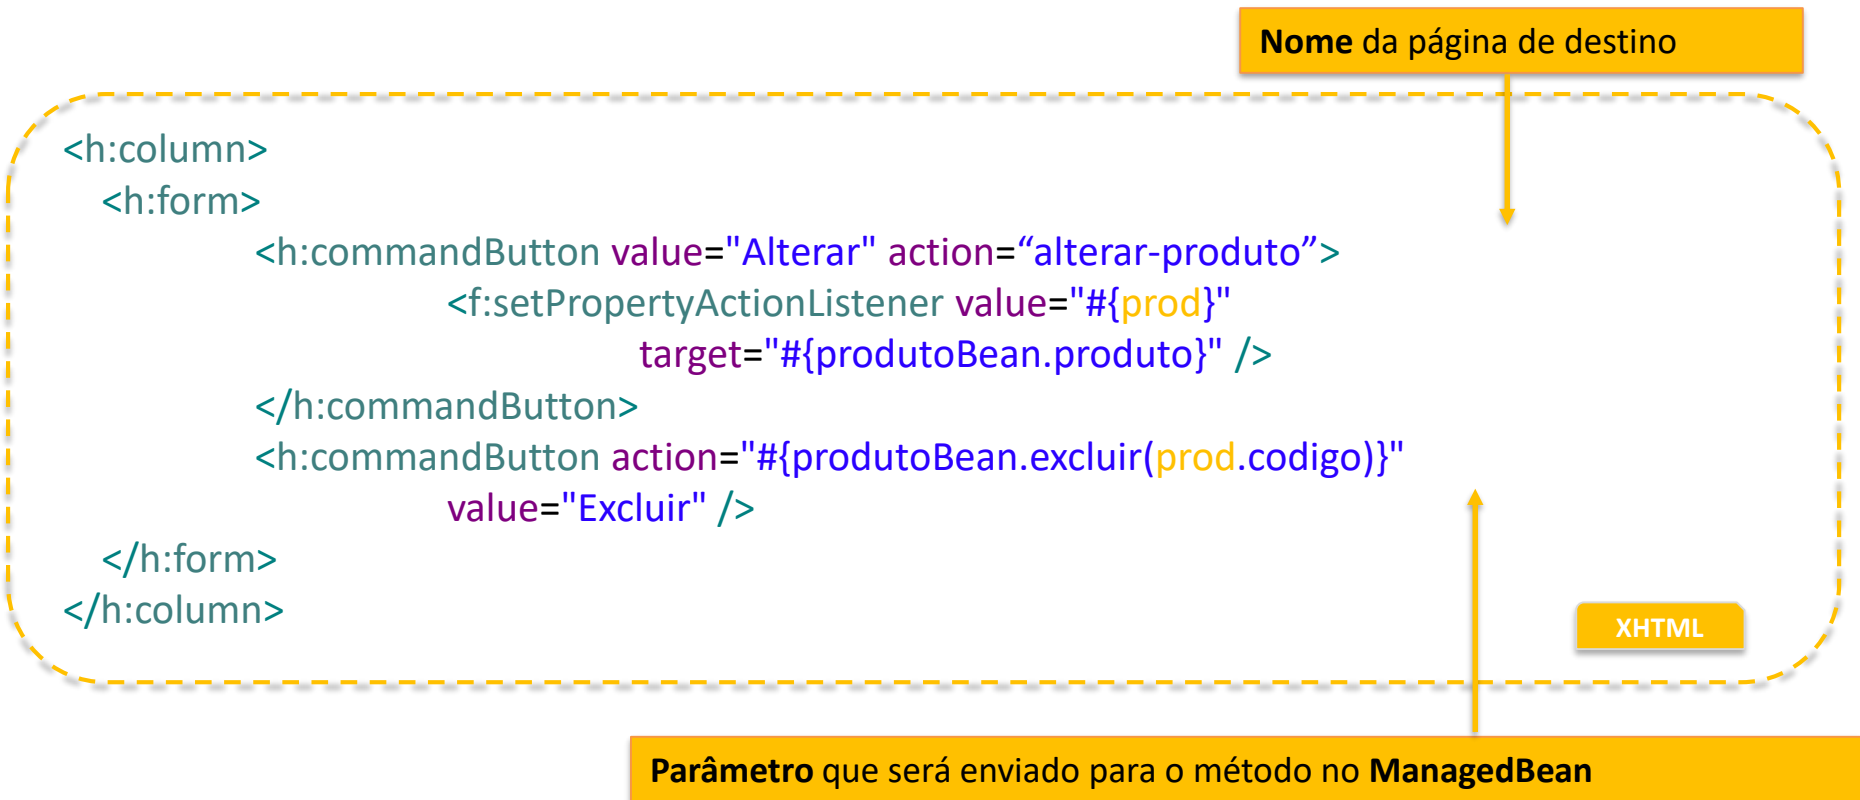 Nome da página de destino
<h:column>
<h:form>
<h:commandButton value="Alterar" action=“alterar-produto”>
<f:setPropertyActionListener value="#{prod}"
target="#{produtoBean.produto}" />
</h:commandButton>
<h:commandButton action="#{produtoBean.excluir(prod.codigo)}"
value="Excluir" />
</h:form>
</h:column>
XHTML
Parâmetro que será enviado para o método no ManagedBean